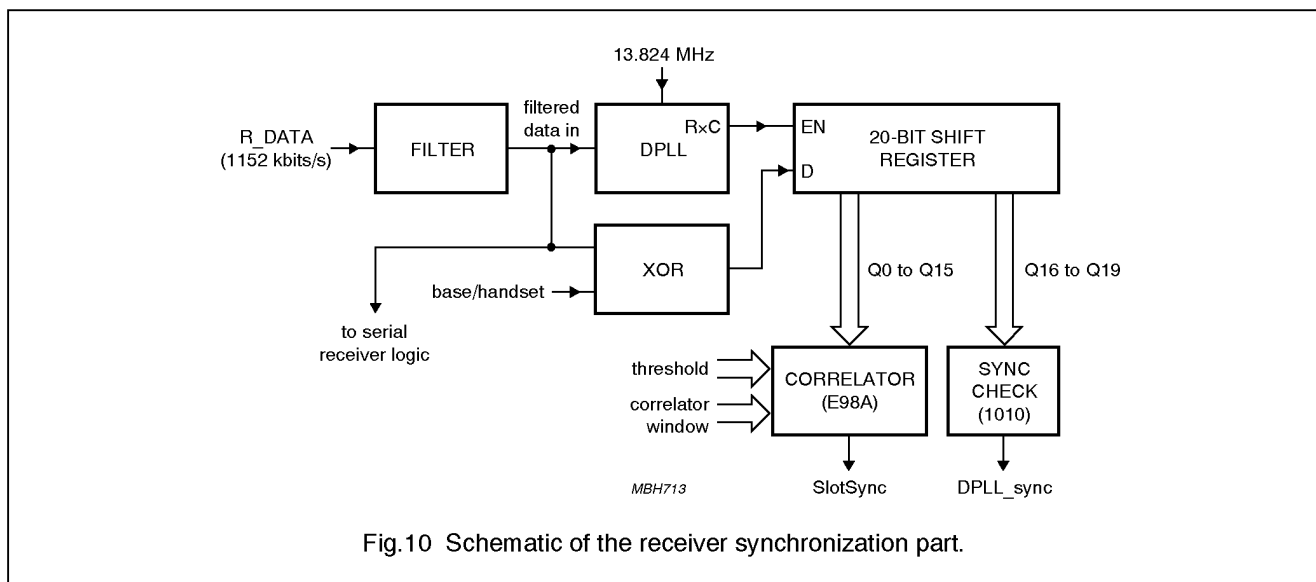 13.824 MHz
R_DATA
(1152 kbits/s)
FILTER
filtered
data in
DPLL
R×C
EN
D
20-BIT SHIFT
REGISTER
XOR
base/handset
to serial
receiver logic
Q0 to Q15
Q16 to Q19
threshold
correlator
window
CORRELATOR
(E98A)
SYNC
CHECK
(1010)
MBH713
SlotSync
DPLL_sync
Fig.10 Schematic of the receiver synchronization part.